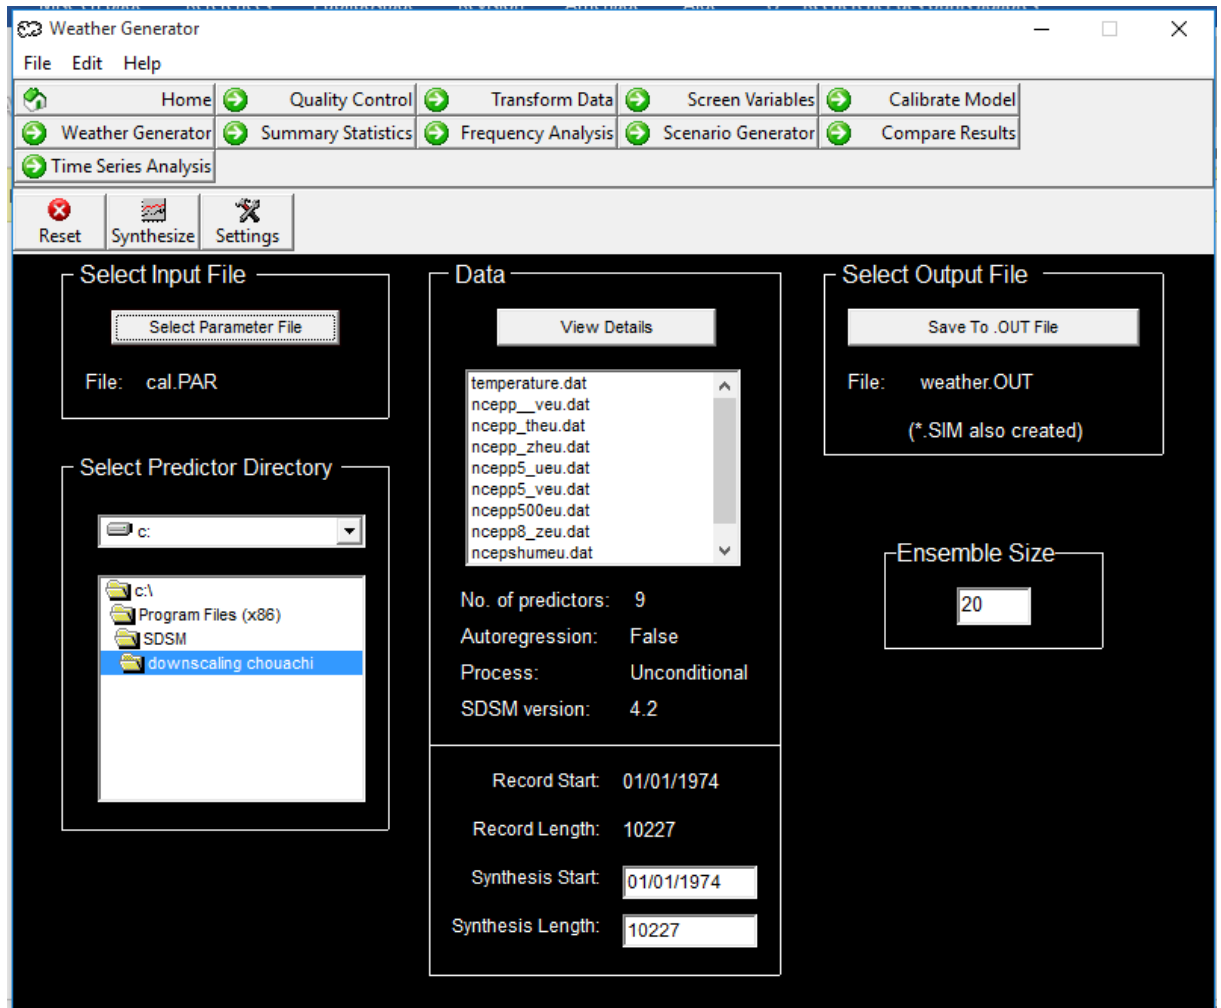 Weather Generator
File Edit Help
Home Quality Control Transform Data Screen Variables Calibrate Model
Weather Generator Summary Statistics Frequency Analysis Scenario Generator Compare Results
Time Series Analysis
Reset Synthesize Settings
Select Input File
Select Parameter File
File: cal.PAR
Select Predictor Directory
c:
c:\
Program Files (x86)
SDSM
downscaling chouachi
Data
View Details
temperature.dat
ncepp__veu.dat
ncepp_theu.dat
ncepp_zheu.dat
ncepp5_ueu.dat
ncepp5_veu.dat
ncepp500eu.dat
ncepp8_zeu.dat
ncepshumeu.dat
No. of predictors: 9
Autoregression: False
Process: Unconditional
SDSM version: 4.2
Record Start: 01/01/1974
Record Length: 10227
Synthesis Start: 01/01/1974
Synthesis Length: 10227
Select Output File
Save To .OUT File
File: weather.OUT
(*.SIM also created)
Ensemble Size
20